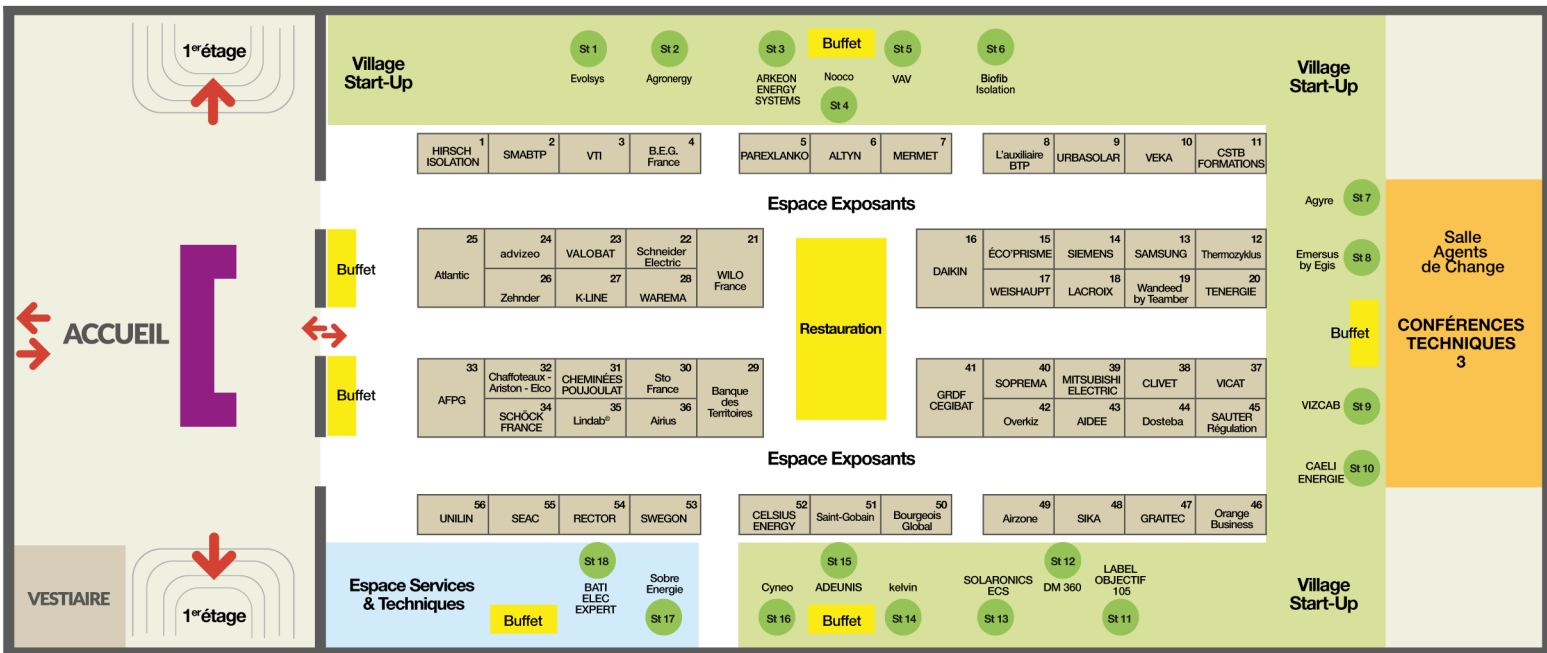 1er étage
Village
Start-Up
St 1
Evolsys
St 2
Agronergy
St 3
ARKEON
ENERGY
SYSTEMS
Buffet
Nooco
St 4
St 5
VAV
St 6
Biofib
Isolation
Village
Start-Up
1
HIRSCH
ISOLATION
2
SMABTP
3
VTI
4
B.E.G.
France
5
PAREXLANKO
6
ALTYN
7
MERMET
8
L'auxiliaire
BTP
9
URBASOLAR
10
VEKA
11
CSTB
FORMATIONS
Espace Exposants
Agyre
St 7
Emersus
by Egis
St 8
Buffet
VIZCAB
St 9
CAELI
ENERGIE
St 10
Salle
Agents
de Change
CONFÉRENCES
TECHNIQUES
3
ACCUEIL
Buffet
Buffet
25
Atlantic
24
advizeo
23
VALOBAT
22
Schneider
Electric
21
WILO
France
26
Zehnder
27
K-LINE
28
WAREMA
Restauration
16
DAIKIN
15
ÉCO'PRISME
14
SIEMENS
13
SAMSUNG
12
Thermozyklus
17
WEISHAUPT
18
LACROIX
19
Wandeed
by Teamber
20
TENERGIE
33
AFPG
32
Chaffoteaux -
Ariston - Elco
31
CHEMINÉES
POUJOULAT
30
Sto
France
29
Banque
des
Territoires
34
SCHÖCK
FRANCE
35
Lindab®
36
Airius
41
GRDF
CEGIBAT
40
SOPREMA
39
MITSUBISHI
ELECTRIC
38
CLIVET
37
VICAT
42
Overkiz
43
AIDEE
44
Dosteba
45
SAUTER
Régulation
Espace Exposants
56
UNILIN
55
SEAC
54
RECTOR
53
SWEGON
52
CELSIUS
ENERGY
51
Saint-Gobain
50
Bourgeois
Global
49
Airzone
48
SIKA
47
GRAITEC
46
Orange
Business
VESTIAIRE
1er étage
Espace Services
& Techniques
Buffet
St 18
BATI
ELEC
EXPERT
Sobre
Energie
St 17
Cyneo
St 16
St 15
ADEUNIS
Buffet
kelvin
St 14
SOLARONICS
ECS
St 13
St 12
DM 360
LABEL
OBJECTIF
105
St 11
Village
Start-Up